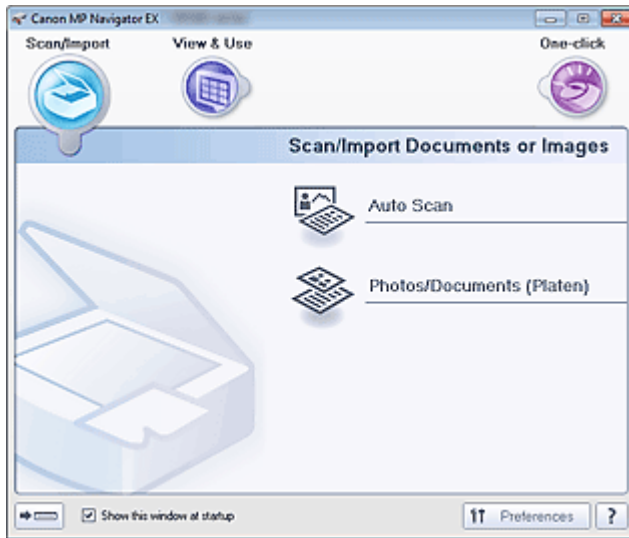 Canon MP Navigator EX
Scan/Import
View & Use
One-click
Scan/Import Documents or Images
Auto Scan
Photos/Documents (Platen)
Show this window at startup
Preferences
?